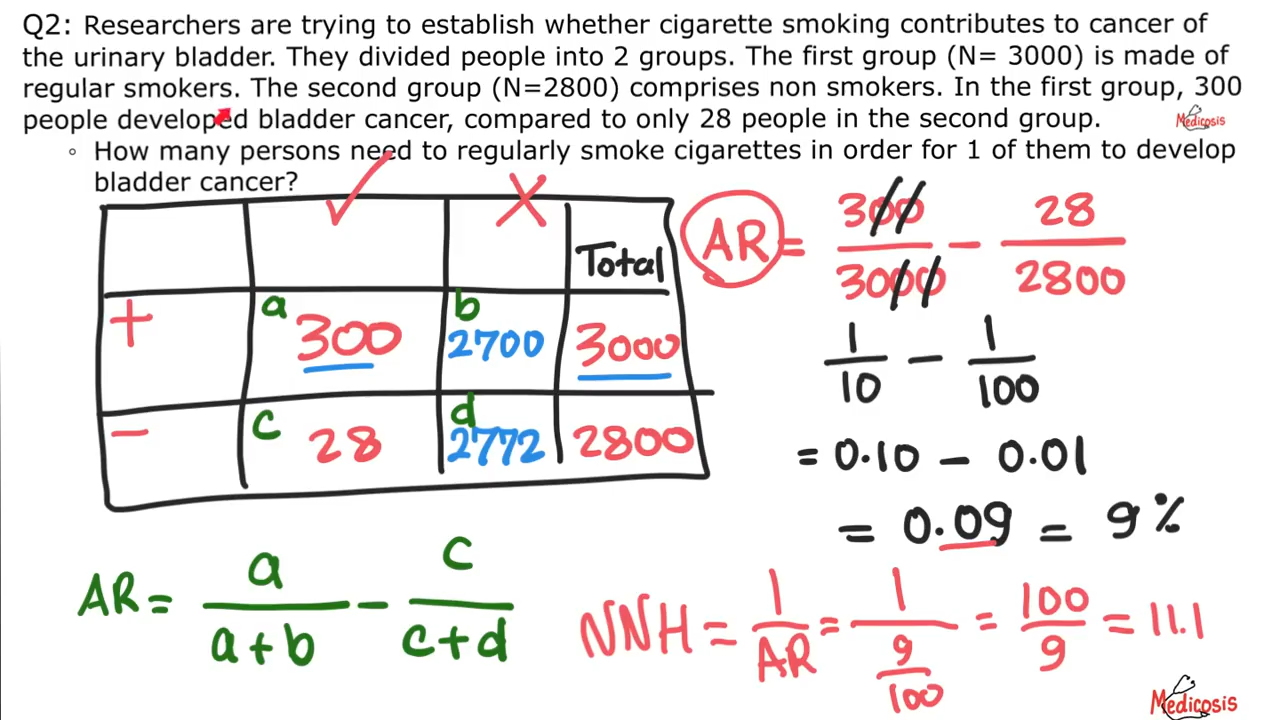 Q2: Researchers are trying to establish whether cigarette smoking contributes to cancer of
the urinary bladder. They divided people into 2 groups. The first group (N= 3000) is made of
regular smokers. The second group (N=2800) comprises non smokers. In the first group, 300
people developed bladder cancer, compared to only 28 people in the second group.
Medicosis
◦ How many persons need to regularly smoke cigarettes in order for 1 of them to develop
bladder cancer?
✓ X
Total
+ a 300 b 2700 3000
- c 28 d 2772 2800
AR = 300/3000 - 28/2800
1/10 - 1/100
= 0.10 - 0.01
= 0.09 = 9%
AR = a/a+b - c/c+d
NNH = 1/AR = 1/9/100 = 100/9 = 11.1
Medicosis